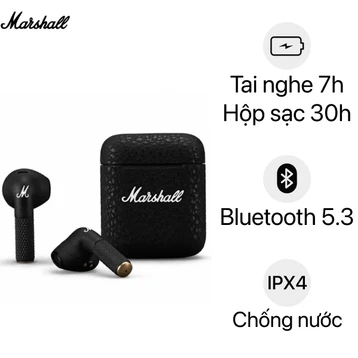 Marshall
Tai nghe 7h
Hộp sạc 30h
M
Marshall
Bluetooth 5.3
IPX4
Chống nước